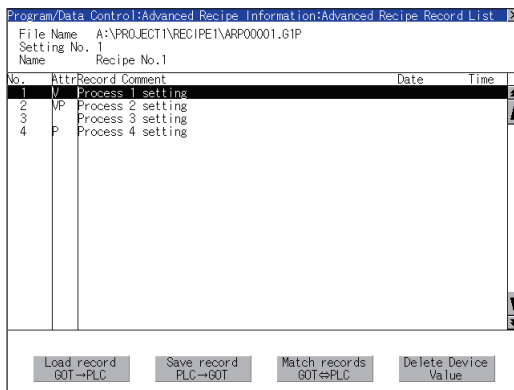 Program/Data Control:Advanced Recipe Information:Advanced Recipe Record List
File Name A:\PROJECT1\RECIPE1\ARP00001.G1P
Setting No. 1
Name Recipe No.1
No. Attr Record Comment Date Time
1 V Process 1 setting
2 VP Process 2 setting
3 Process 3 setting
4 P Process 4 setting
Load record Save record Match records Delete Device
GOT→PLC PLC→GOT GOT⇔PLC Value